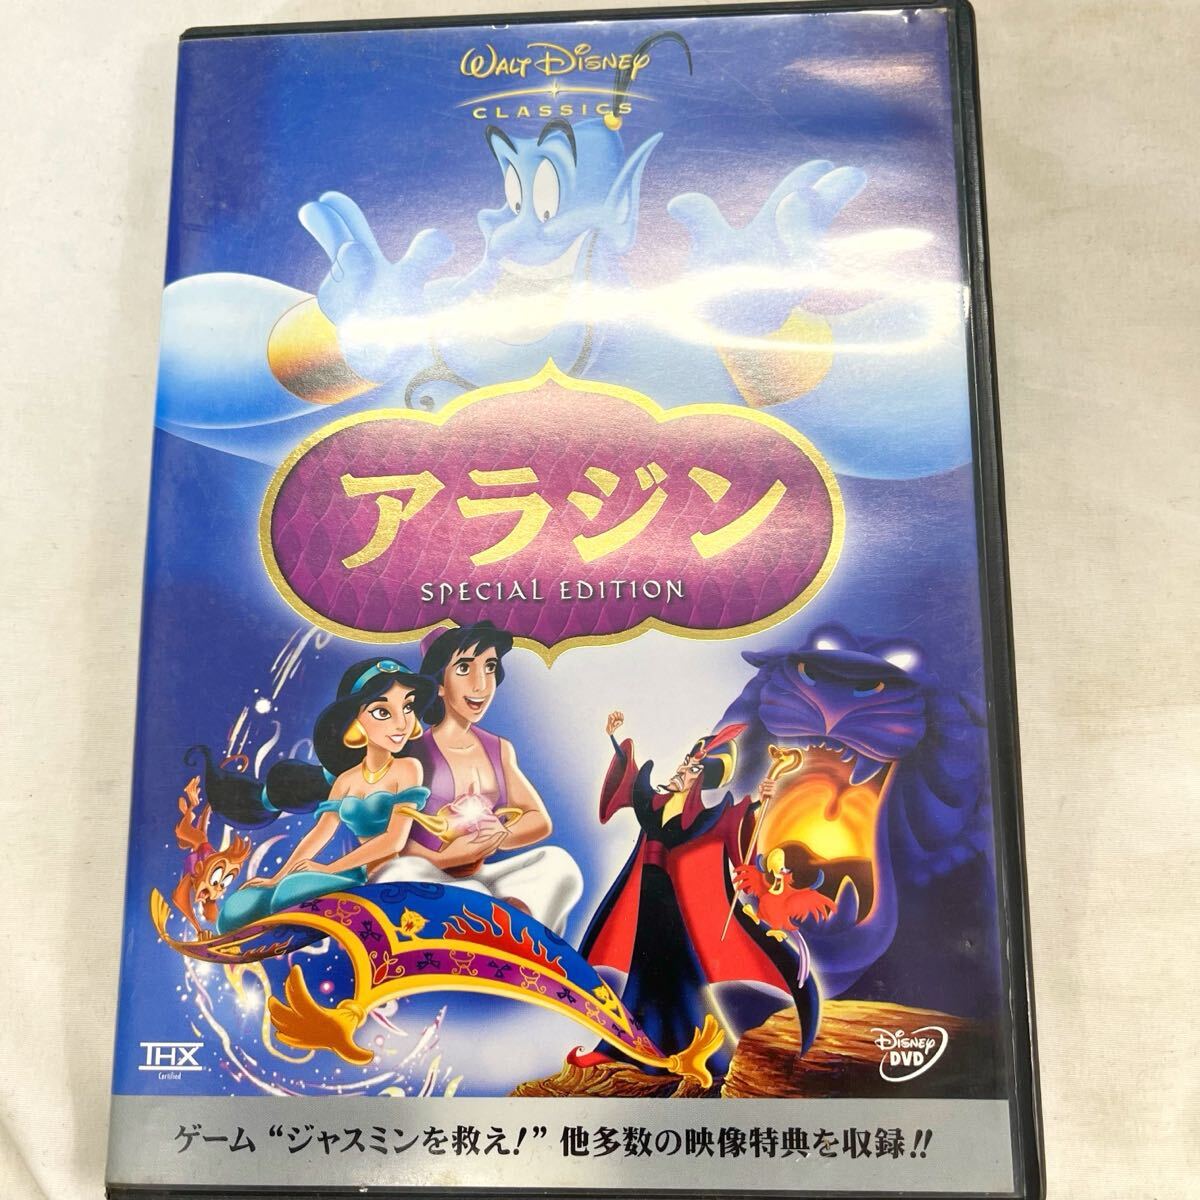 WALT DISNEY
CLASSICS
アラジン
SPECIAL EDITION
THX
Certified
DISNEY
DVD
ゲーム “ジャスミンを救え!” 他多数の映像特典を収録!!